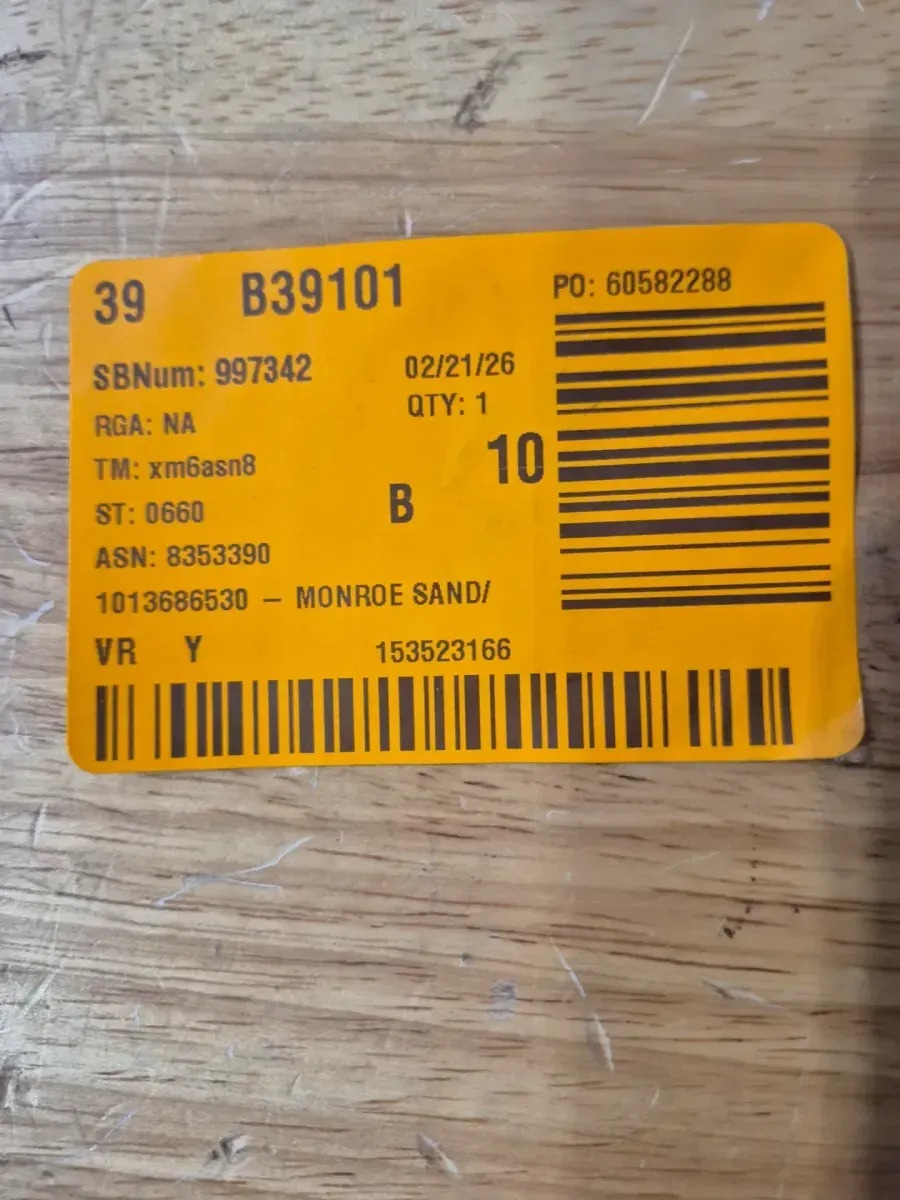 39 B39101
PO: 60582288
SBNum: 997342 02/21/26
RGA: NA QTY: 1
TM: xm6asn8 10
ST: 0660 B
ASN: 8353390
1013686530 – MONROE SAND/
VR Y 153523166